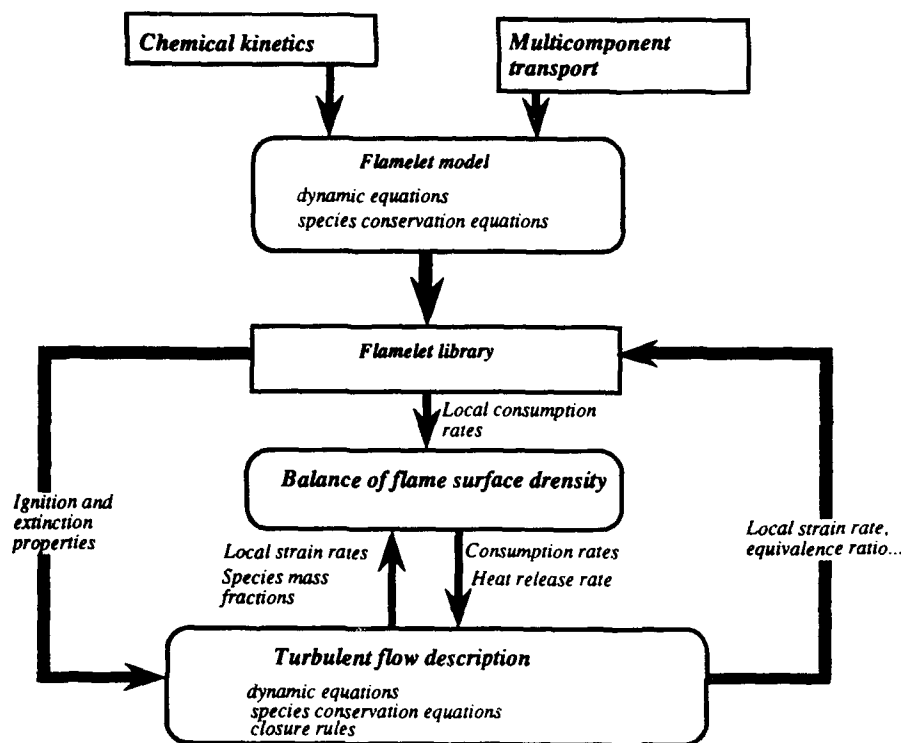 Chemical kinetics
Multicomponent
transport
Flamelet model
dynamic equations
species conservation equations
Flamelet library
Local consumption
rates
Balance of flame surface drensity
Ignition and
extinction
properties
Local strain rates
Species mass
fractions
Consumption rates
Heat release rate
Local strain rate,
equivalence ratio...
Turbulent flow description
dynamic equations
species conservation equations
closure rules